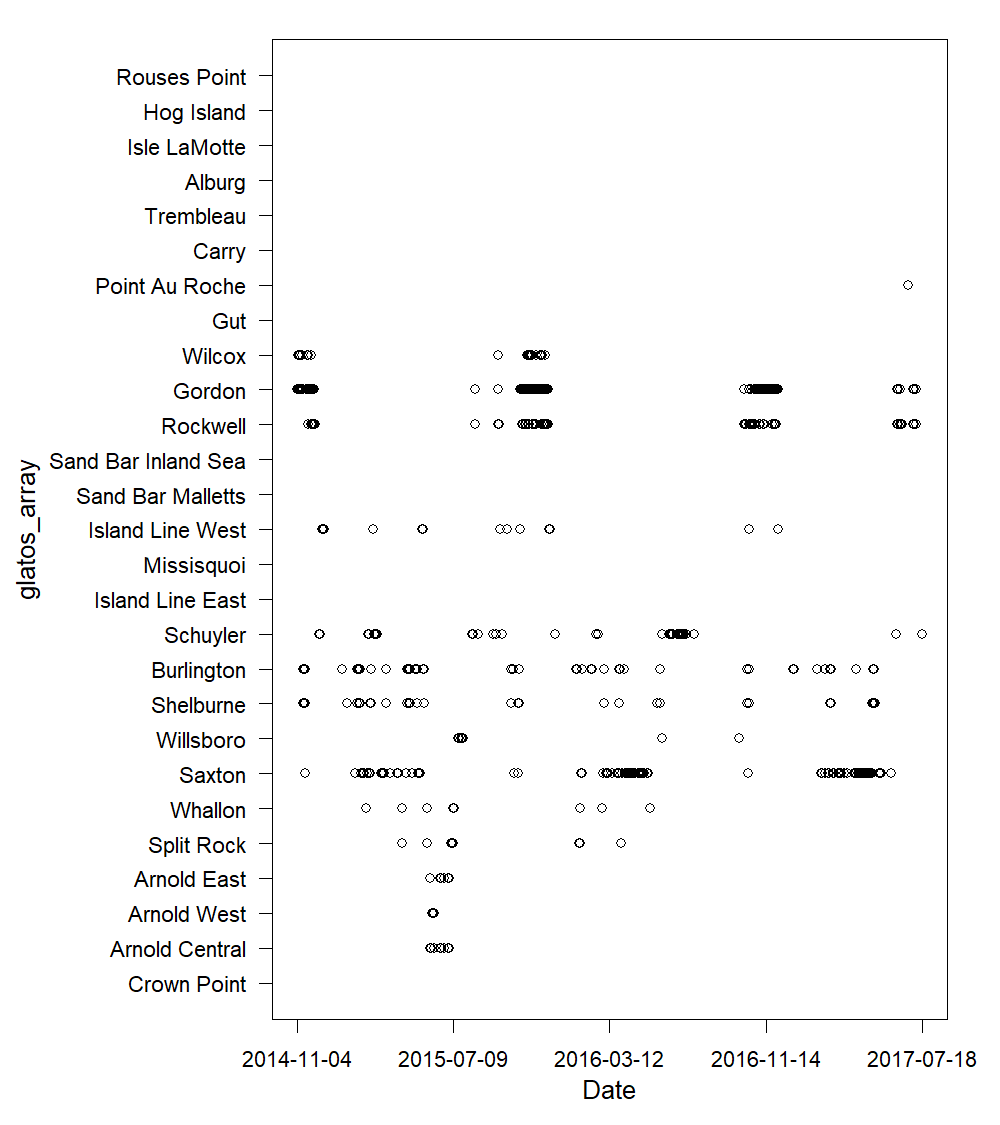 Rouses Point
Hog Island
Isle LaMotte
Alburg
Trembleau
Carry
Point Au Roche
Gut
Wilcox
Gordon
Rockwell
Sand Bar Inland Sea
Sand Bar Malletts
Island Line West
Missisquoi
Island Line East
Schuyler
Burlington
Shelburne
Willsboro
Saxton
Whallon
Split Rock
Arnold East
Arnold West
Arnold Central
Crown Point
glatos_array
2014-11-04 2015-07-09 2016-03-12 2016-11-14 2017-07-18
Date